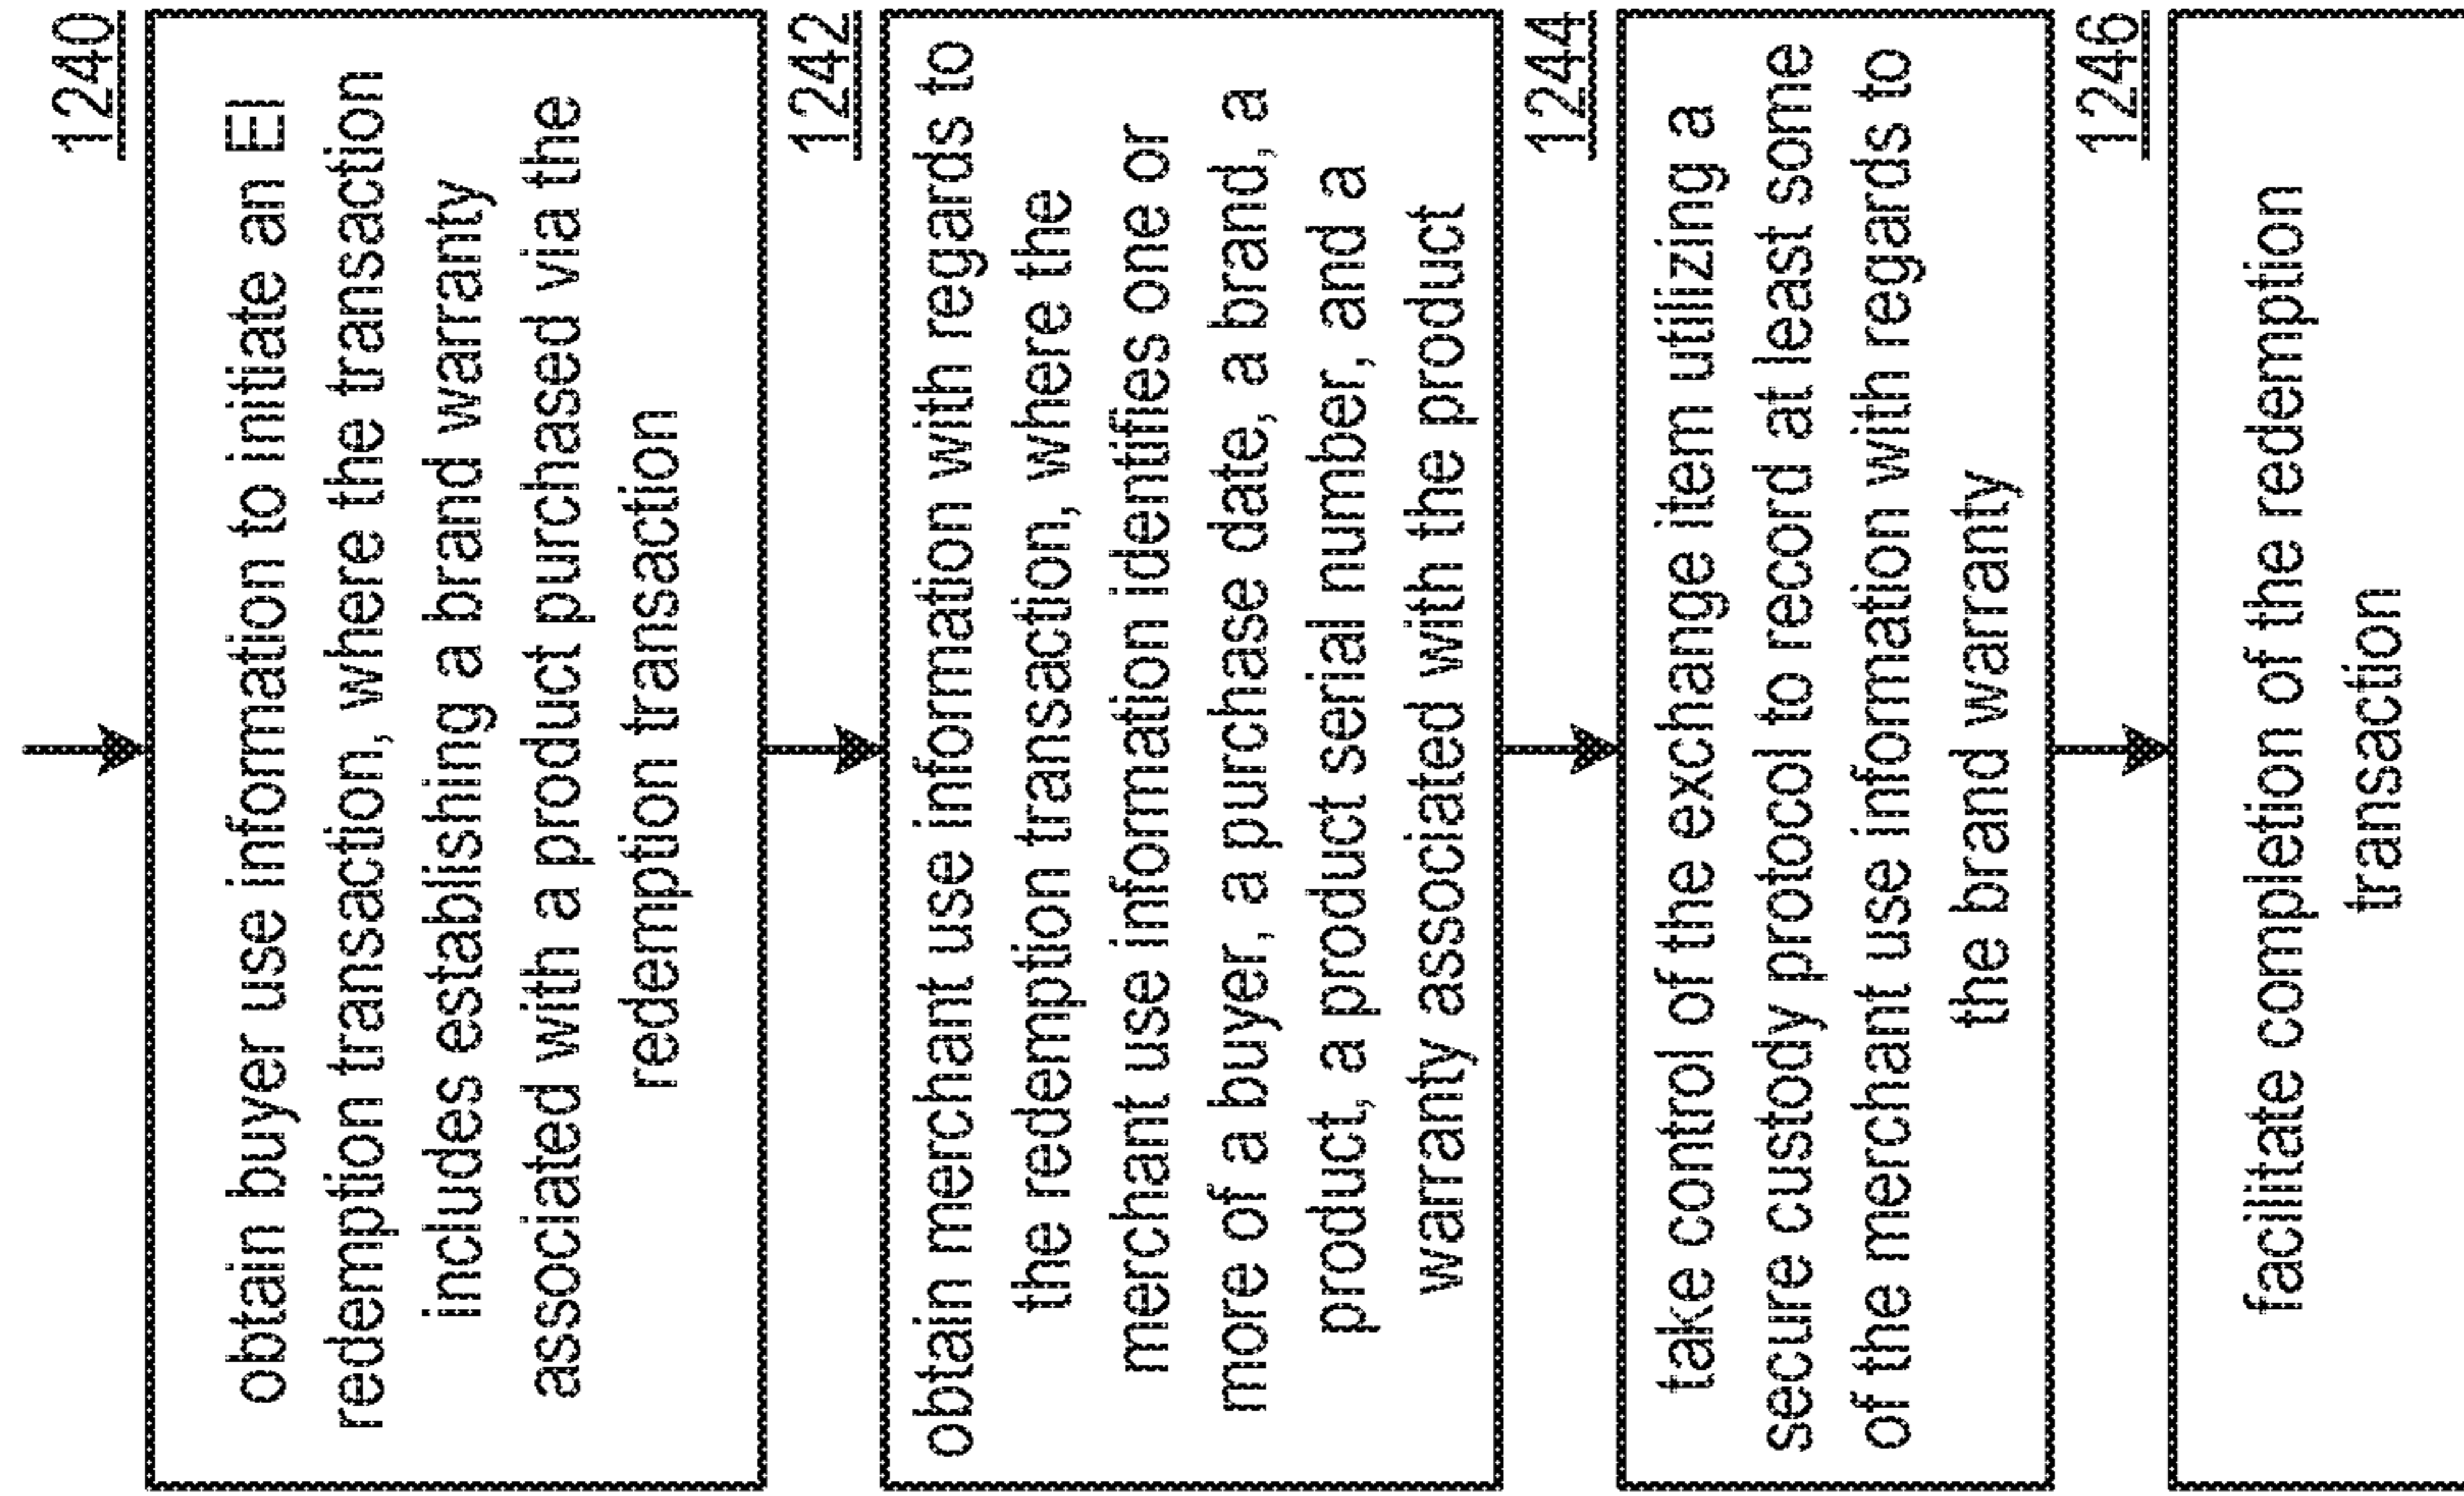 1240
obtain buyer use information to initiate an EI
redemption transaction, where the transaction
includes establishing a brand warranty
associated with a product purchased via the
redemption transaction
1242
obtain merchant use information with regards to
the redemption transaction, where the
merchant use information identifies one or
more of a buyer, a purchase date, a brand, a
product, a product serial number, and a
warranty associated with the product
1244
take control of the exchange item utilizing a
secure custody protocol to record at least some
of the merchant use information with regards to
the brand warranty
1246
facilitate completion of the redemption
transaction